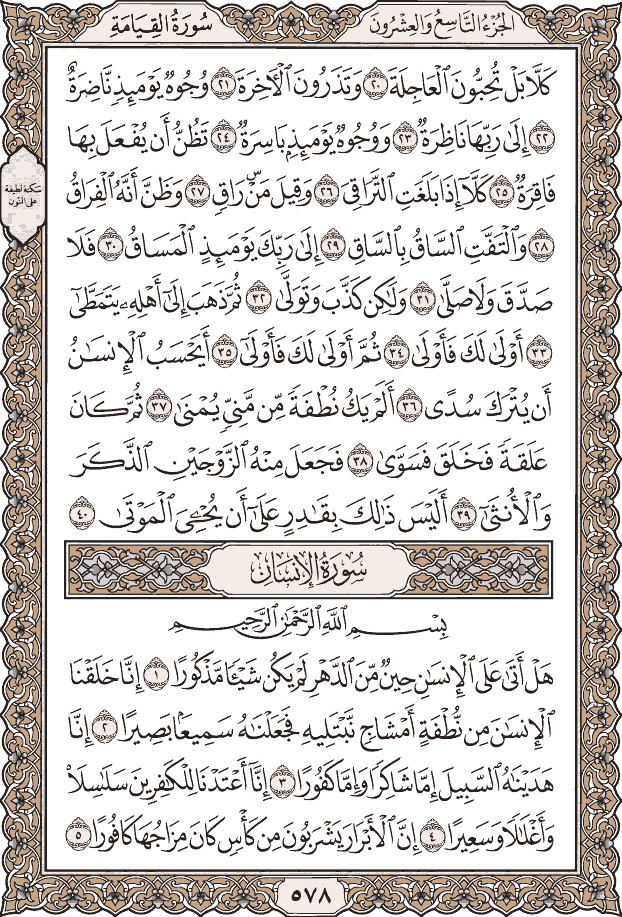 الجُزْءُ التَّاسِعُ وَالعِشْرُونَ
سُورَةُ القِيَامَةِ
كَلَّا بَلْ تُحِبُّونَ ٱلْعَاجِلَةَ ٢٠ وَتَذَرُونَ ٱلْأَخِرَةَ ٢١ وُجُوهٌ يَوْمَئِذٍ نَّاضِرَةٌ
٢٢ إِلَىٰ رَبِّهَا نَاظِرَةٌ ٢٣ وَوُجُوهٌ يَوْمَئِذٍۭ بَاسِرَةٌ ٢٤ تَظُنُّ أَن يُفْعَلَ بِهَا
فَاقِرَةٌ ٢٥ كَلَّآ إِذَا بَلَغَتِ ٱلتَّرَاقِيَ ٢٦ وَقِيلَ مَنْۜ رَاقٍ ٢٧ وَظَنَّ أَنَّهُ ٱلْفِرَاقُ
سكتة لطيفة
على النون
٢٨ وَٱلْتَفَّتِ ٱلسَّاقُ بِٱلسَّاقِ ٢٩ إِلَىٰ رَبِّكَ يَوْمَئِذٍ ٱلْمَسَاقُ ٣٠ فَلَا
صَدَّقَ وَلَا صَلَّىٰ ٣١ وَلَٰكِن كَذَّبَ وَتَوَلَّىٰ ٣٢ ثُمَّ ذَهَبَ إِلَىٰٓ أَهْلِهِۦ يَتَمَطَّىٰٓ
٣٣ أَوْلَىٰ لَكَ فَأَوْلَىٰ ٣٤ ثُمَّ أَوْلَىٰ لَكَ فَأَوْلَىٰٓ ٣٥ أَيَحْسَبُ ٱلْإِنسَٰنُ
أَن يُتْرَكَ سُدًى ٣٦ أَلَمْ يَكُ نُطْفَةً مِّن مَّنِيٍّ يُمْنَىٰ ٣٧ ثُمَّ كَانَ
عَلَقَةً فَخَلَقَ فَسَوَّىٰ ٣٨ فَجَعَلَ مِنْهُ ٱلزَّوْجَيْنِ ٱلذَّكَرَ
وَٱلْأُنثَىٰٓ ٣٩ أَلَيْسَ ذَٰلِكَ بِقَٰدِرٍ عَلَىٰٓ أَن يُحْـِۧيَ ٱلْمَوْتَىٰ ٤٠
سُورَةُ الإِنسَانِ
بِسْمِ ٱللَّهِ ٱلرَّحْمَٰنِ ٱلرَّحِيمِ
هَلْ أَتَىٰ عَلَى ٱلْإِنسَٰنِ حِينٌ مِّنَ ٱلدَّهْرِ لَمْ يَكُن شَيْـًٔا مَّذْكُورًا ١ إِنَّا خَلَقْنَا
ٱلْإِنسَٰنَ مِن نُّطْفَةٍ أَمْشَاجٍ نَّبْتَلِيهِ فَجَعَلْنَٰهُ سَمِيعًۢا بَصِيرًا ٢ إِنَّا
هَدَيْنَٰهُ ٱلسَّبِيلَ إِمَّا شَاكِرًا وَإِمَّا كَفُورًا ٣ إِنَّآ أَعْتَدْنَا لِلْكَٰفِرِينَ سَلَٰسِلَا۟
وَأَغْلَٰلًا وَسَعِيرًا ٤ إِنَّ ٱلْأَبْرَارَ يَشْرَبُونَ مِن كَأْسٍ كَانَ مِزَاجُهَا كَافُورًا ٥
٥٧٨